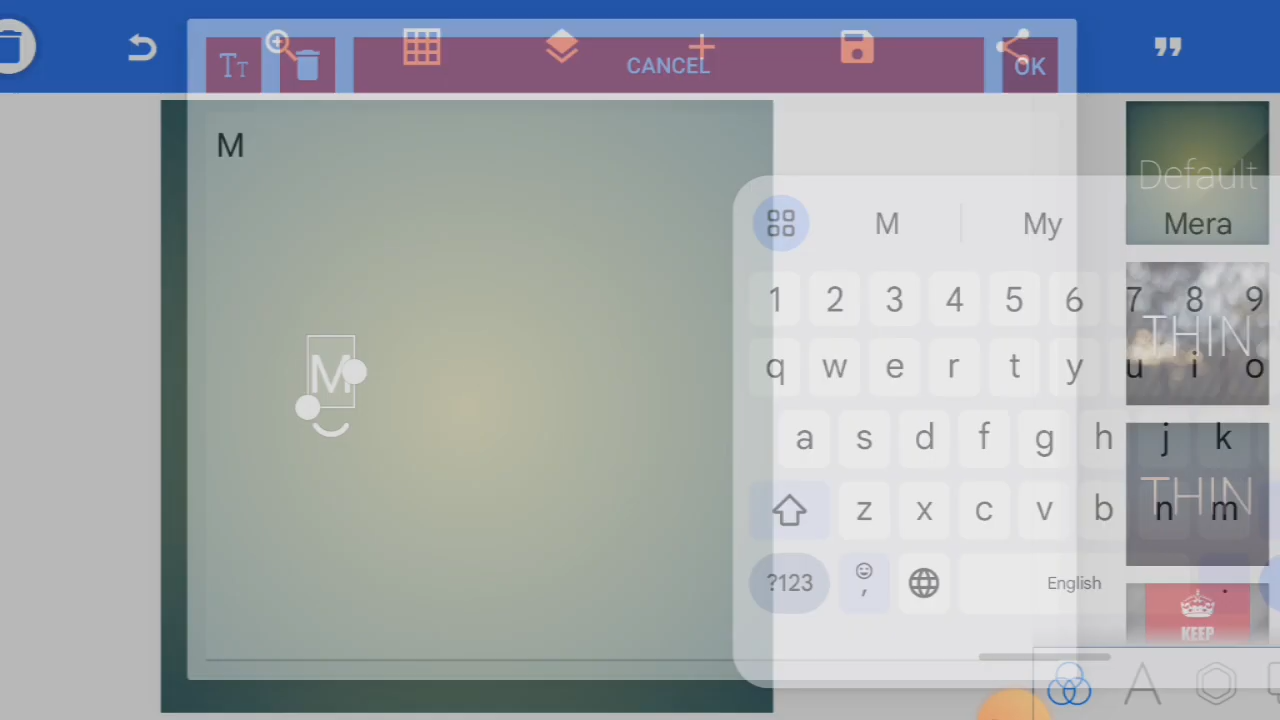 TT
CANCEL
OK
M
Default
M
My
Mera
1 2 3 4 5 6 7 8 9
THIN
q w e r t y u i o
M
a s d f g h j k
THIN
z x c v b n m
?123
,
English
.
KEEP